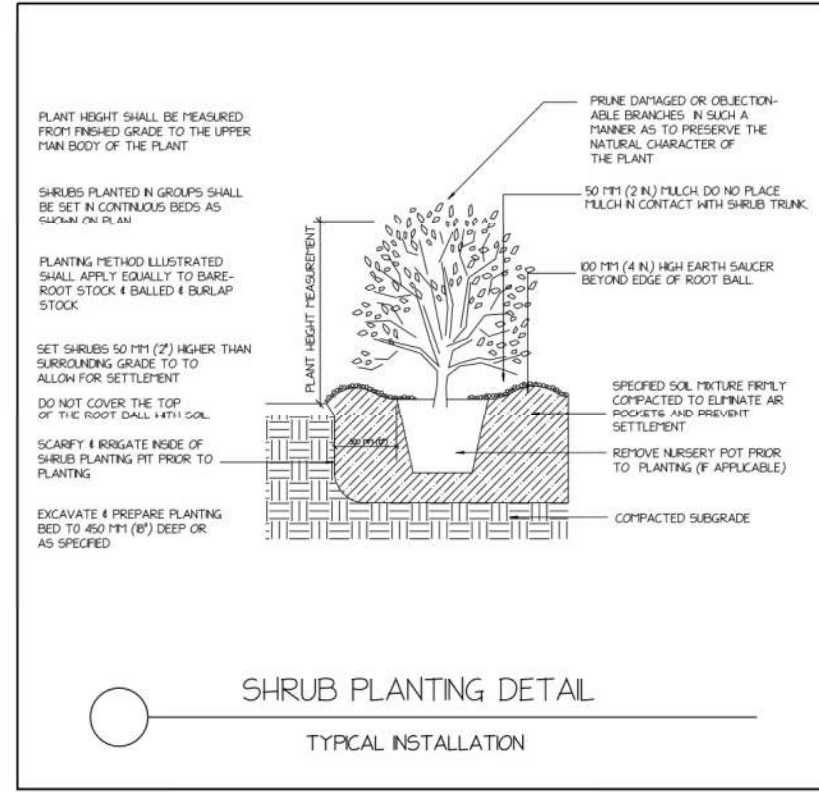 PLANT HEIGHT SHALL BE MEASURED
FROM FINISHED GRADE TO THE UPPER
MAIN BODY OF THE PLANT
SHRUBS PLANTED IN GROUPS SHALL
BE SET IN CONTINUOUS BEDS AS
SHOWN ON PLAN
PLANTING METHOD ILLUSTRATED
SHALL APPLY EQUALLY TO BARE-
ROOT STOCK & BALLED & BURLAP
STOCK
SET SHRUBS 50 MM (2") HIGHER THAN
SURROUNDING GRADE TO TO
ALLOW FOR SETTLEMENT
DO NOT COVER THE TOP
OF THE ROOT BALL WITH SOIL.
SCARIFY & IRRIGATE INSIDE OF
SHRUB PLANTING PIT PRIOR TO
PLANTING
EXCAVATE & PREPARE PLANTING
BED TO 450 MM (18") DEEP OR
AS SPECIFIED
PLANT HEIGHT MEASUREMENT
PRUNE DAMAGED OR OBJECTION-
ABLE BRANCHES IN SUCH A
MANNER AS TO PRESERVE THE
NATURAL CHARACTER OF
THE PLANT
50 MM (2 IN.) MULCH. DO NO PLACE
MULCH IN CONTACT WITH SHRUB TRUNK.
100 MM (4 IN.) HIGH EARTH SAUCER
BEYOND EDGE OF ROOT BALL
SPECIFIED SOIL MIXTURE FIRMLY
COMPACTED TO ELIMINATE AIR
POCKETS AND PREVENT
SETTLEMENT
REMOVE NURSERY POT PRIOR
TO PLANTING (IF APPLICABLE)
COMPACTED SUBGRADE
SHRUB PLANTING DETAIL
TYPICAL INSTALLATION